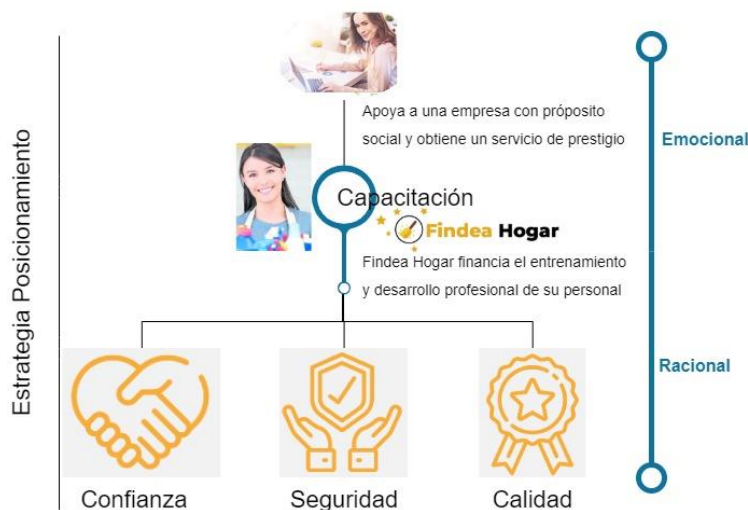 Estrategia Posicionamiento
Apoya a una empresa con próposito
social y obtiene un servicio de prestigio
Emocional
Capacitación
Findea Hogar
Findea Hogar financia el entrenamiento
y desarrollo profesional de su personal
Racional
Confianza
Seguridad
Calidad